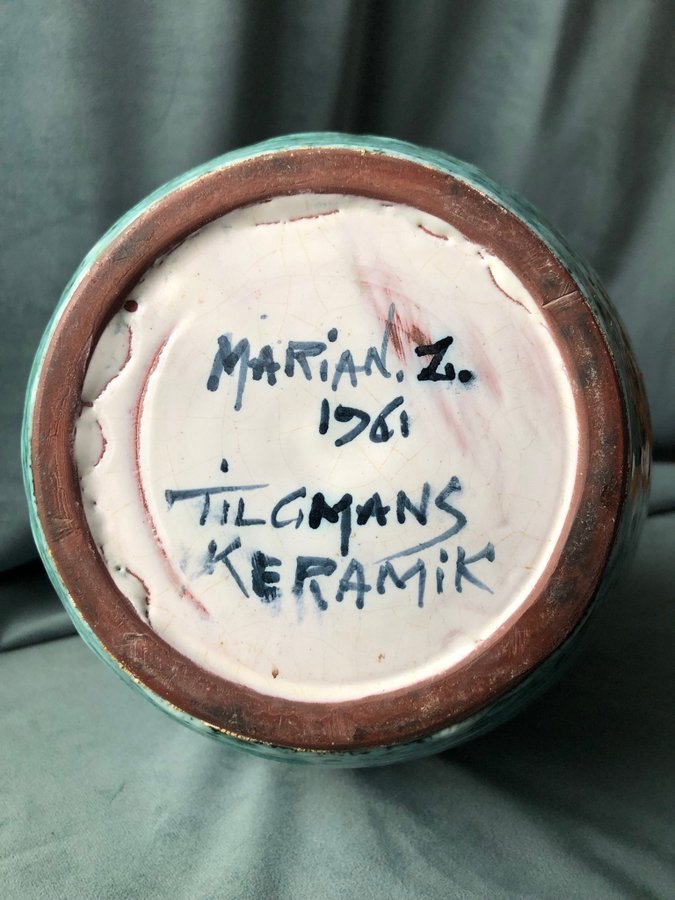 MARiAN. Z.
1961
TILGMANS
KERAMiK